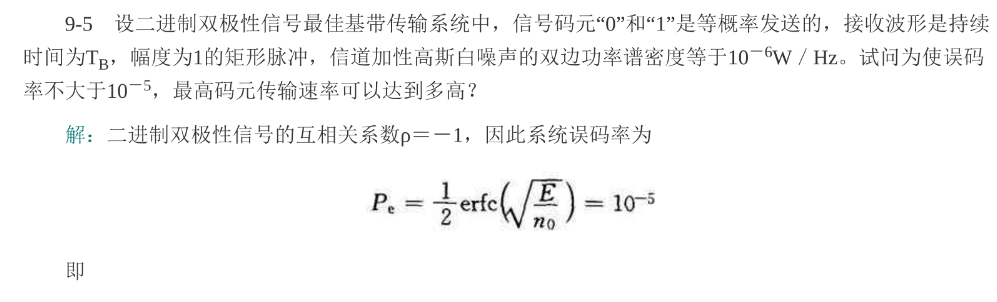 9-5 设二进制双极性信号最佳基带传输系统中，信号码元“0”和“1”是等概率发送的，接收波形是持续
时间为T_B，幅度为1的矩形脉冲，信道加性高斯白噪声的双边功率谱密度等于10^{-6}W／Hz。试问为使误码
率不大于10^{-5}，最高码元传输速率可以达到多高？
解：二进制双极性信号的互相关系数ρ＝－1，因此系统误码率为
P_e = \frac{1}{2} erfc(\sqrt{\frac{E}{n_0}}) = 10^{-5}
即